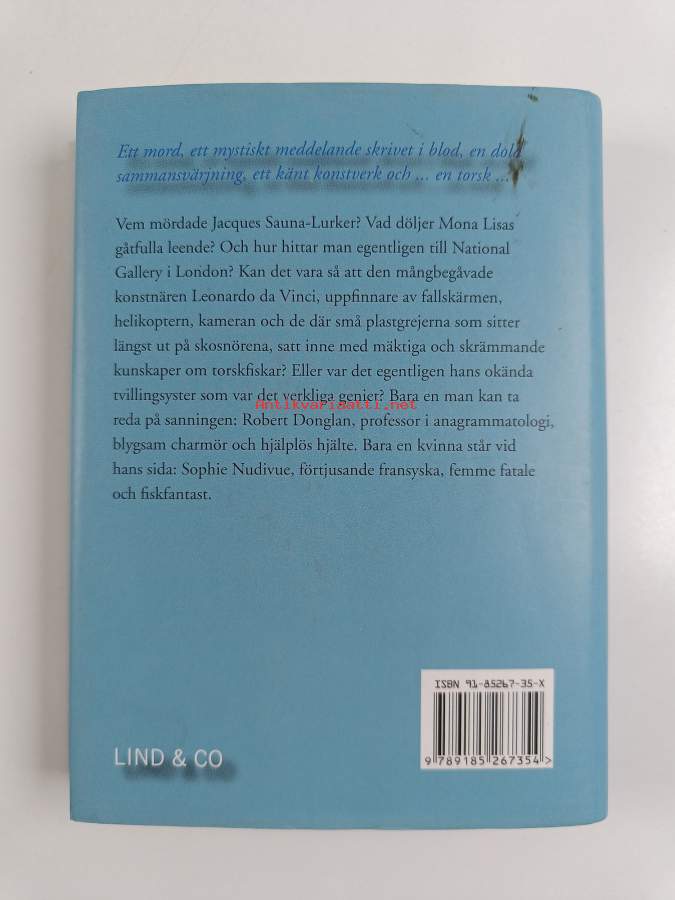 Ett mord, ett mystiskt meddelande skrivet i blod, en dold
sammansvärjning, ett känt konstverk och ... en torsk ...
Vem mördade Jacques Sauna-Lurker? Vad döljer Mona Lisas
gåtfulla leende? Och hur hittar man egentligen till National
Gallery i London? Kan det vara så att den mångbegåvade
konstnären Leonardo da Vinci, uppfinnare av fallskärmen,
helikoptern, kameran och de där små plastgrejerna som sitter
längst ut på skosnörena, satt inne med mäktiga och skrämmande
kunskaper om torskfiskar? Eller var det egentligen hans okända
tvillingsyster som var det verkliga geniet? Bara en man kan ta
Antikvariaatti.net
reda på sanningen: Robert Donglan, professor i anagrammatologi,
blygsam charmör och hjälplös hjälte. Bara en kvinna står vid
hans sida: Sophie Nudivue, förtjusande fransyska, femme fatale
och fiskfantast.
ISBN 91-85267-35-X
9 789185 267354 >
LIND & CO